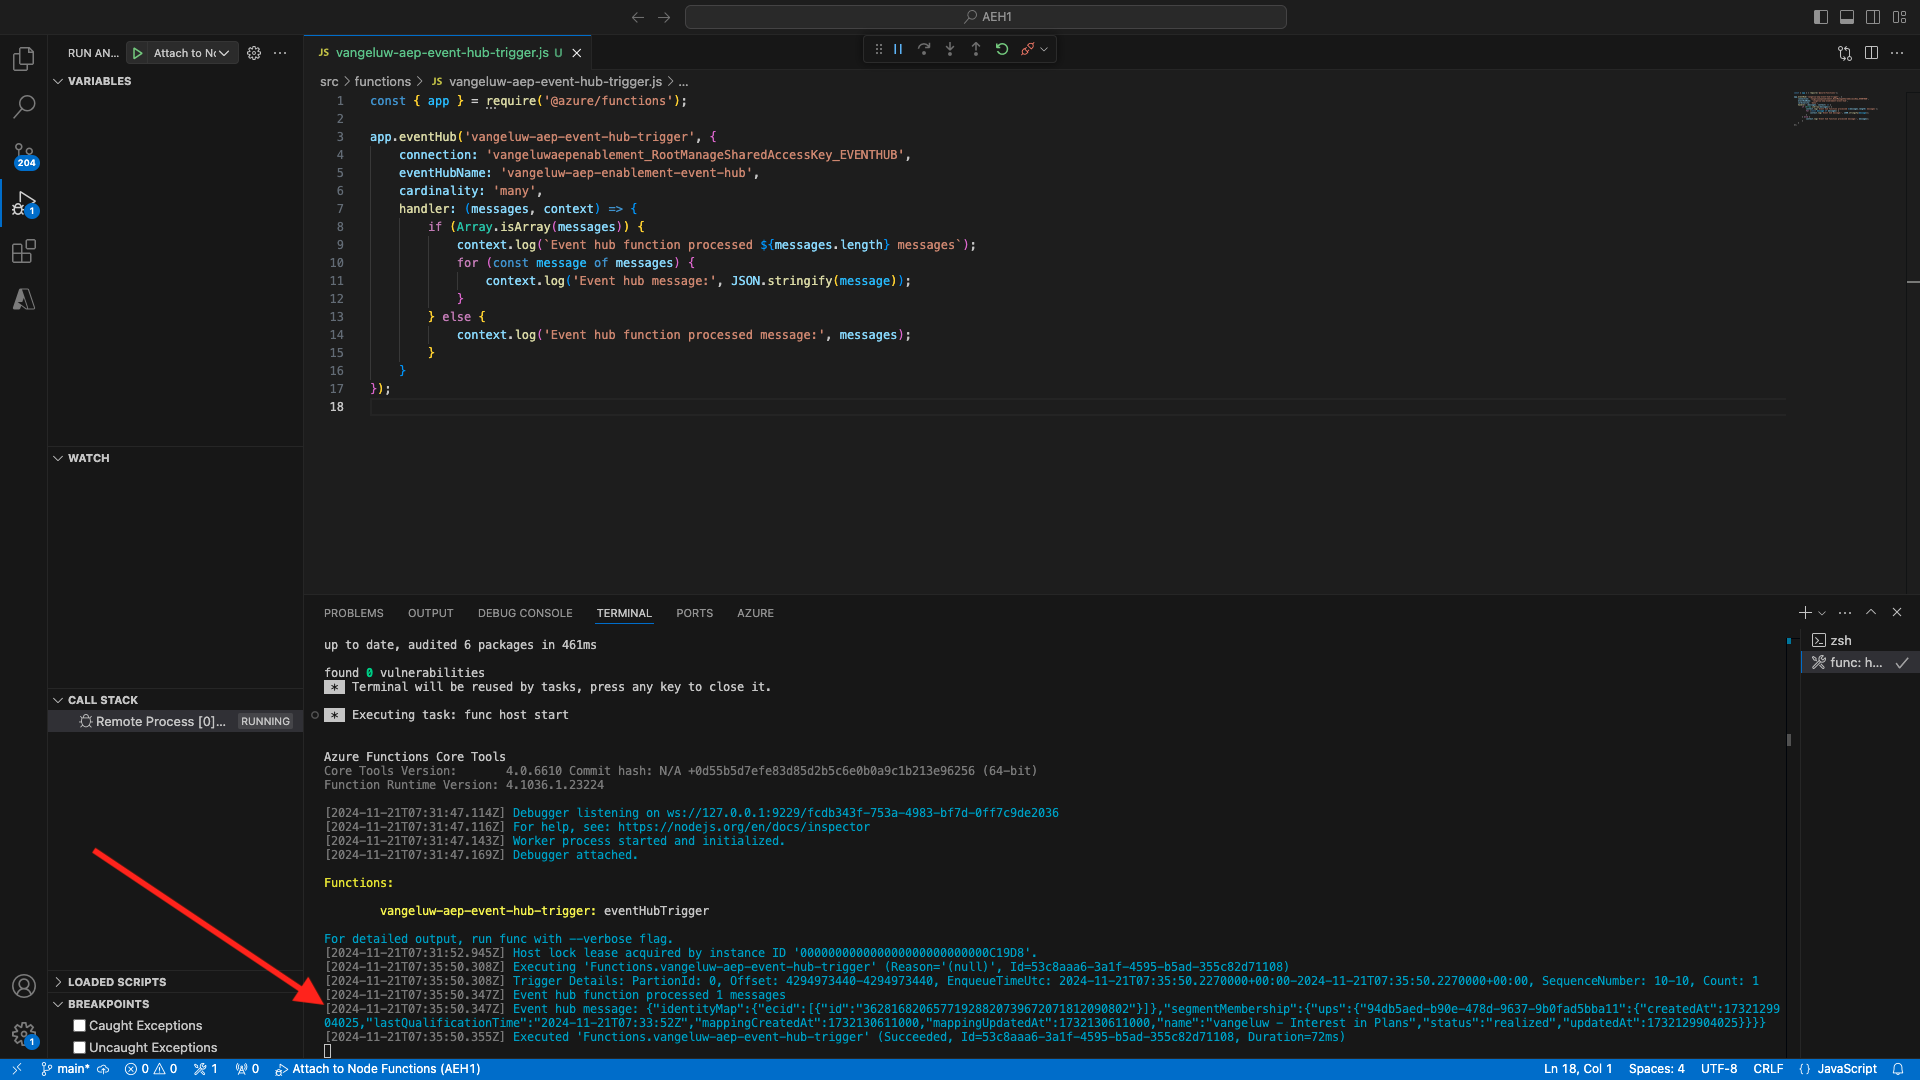 AEH1
RUN AN...
Attach to Nc
VARIABLES
WATCH
CALL STACK
Remote Process [0]...
RUNNING
LOADED SCRIPTS
BREAKPOINTS
Caught Exceptions
Uncaught Exceptions
204
1
1
JS vangeluw-aep-event-hub-trigger.js U
src > functions > JS vangeluw-aep-event-hub-trigger.js > ...
1 const { app } = require('@azure/functions');
2
3 app.eventHub('vangeluw-aep-event-hub-trigger', {
4 connection: 'vangeluwaepenablement_RootManageSharedAccessKey_EVENTHUB',
5 eventHubName: 'vangeluw-aep-enablement-event-hub',
6 cardinality: 'many',
7 handler: (messages, context) => {
8 if (Array.isArray(messages)) {
9 context.log(`Event hub function processed ${messages.length} messages`);
10 for (const message of messages) {
11 context.log('Event hub message:', JSON.stringify(message));
12 }
13 } else {
14 context.log('Event hub function processed message:', messages);
15 }
16 }
17 });
18
PROBLEMS OUTPUT DEBUG CONSOLE TERMINAL PORTS AZURE
up to date, audited 6 packages in 461ms
found 0 vulnerabilities
* Terminal will be reused by tasks, press any key to close it.
* Executing task: func host start
Azure Functions Core Tools
Core Tools Version: 4.0.6610 Commit hash: N/A +0d55b5d7efe83d85d2b5c6e0b0a9c1b213e96256 (64-bit)
Function Runtime Version: 4.1036.1.23224
[2024-11-21T07:31:47.114Z] Debugger listening on ws://127.0.0.1:9229/fcdb343f-753a-4983-bf7d-0ff7c9de2036
[2024-11-21T07:31:47.116Z] For help, see: https://nodejs.org/en/docs/inspector
[2024-11-21T07:31:47.143Z] Worker process started and initialized.
[2024-11-21T07:31:47.169Z] Debugger attached.
Functions:
vangeluw-aep-event-hub-trigger: eventHubTrigger
For detailed output, run func with --verbose flag.
[2024-11-21T07:31:52.945Z] Host lock lease acquired by instance ID '000000000000000000000000000C19D8'.
[2024-11-21T07:35:50.308Z] Executing 'Functions.vangeluw-aep-event-hub-trigger' (Reason='(null)', Id=53c8aaa6-3a1f-4595-b5ad-355c82d71108)
[2024-11-21T07:35:50.308Z] Trigger Details: PartionId: 0, Offset: 4294973440-4294973440, EnqueueTimeUtc: 2024-11-21T07:35:50.2270000+00:00-2024-11-21T07:35:50.2270000+00:00, SequenceNumber: 10-10, Count: 1
[2024-11-21T07:35:50.347Z] Event hub function processed 1 messages
[2024-11-21T07:35:50.347Z] Event hub message: {"identityMap":{"ecid":[{"id":"36281682065771928820739672071812090802"}]},"segmentMembership":{"ups":{"94db5aed-b90e-478d-9637-9b0fad5bba11":{"createdAt":17321299
04025,"lastQualificationTime":"2024-11-21T07:33:52Z","mappingCreatedAt":1732130611000,"mappingUpdatedAt":1732130611000,"name":"vangeluw - Interest in Plans","status":"realized","updatedAt":1732129904025}}}}
[2024-11-21T07:35:50.355Z] Executed 'Functions.vangeluw-aep-event-hub-trigger' (Succeeded, Id=53c8aaa6-3a1f-4595-b5ad-355c82d71108, Duration=72ms)
zsh
func: h...
main* 0 0 1 0 Attach to Node Functions (AEH1)
Ln 18, Col 1 Spaces: 4 UTF-8 CRLF {} JavaScript